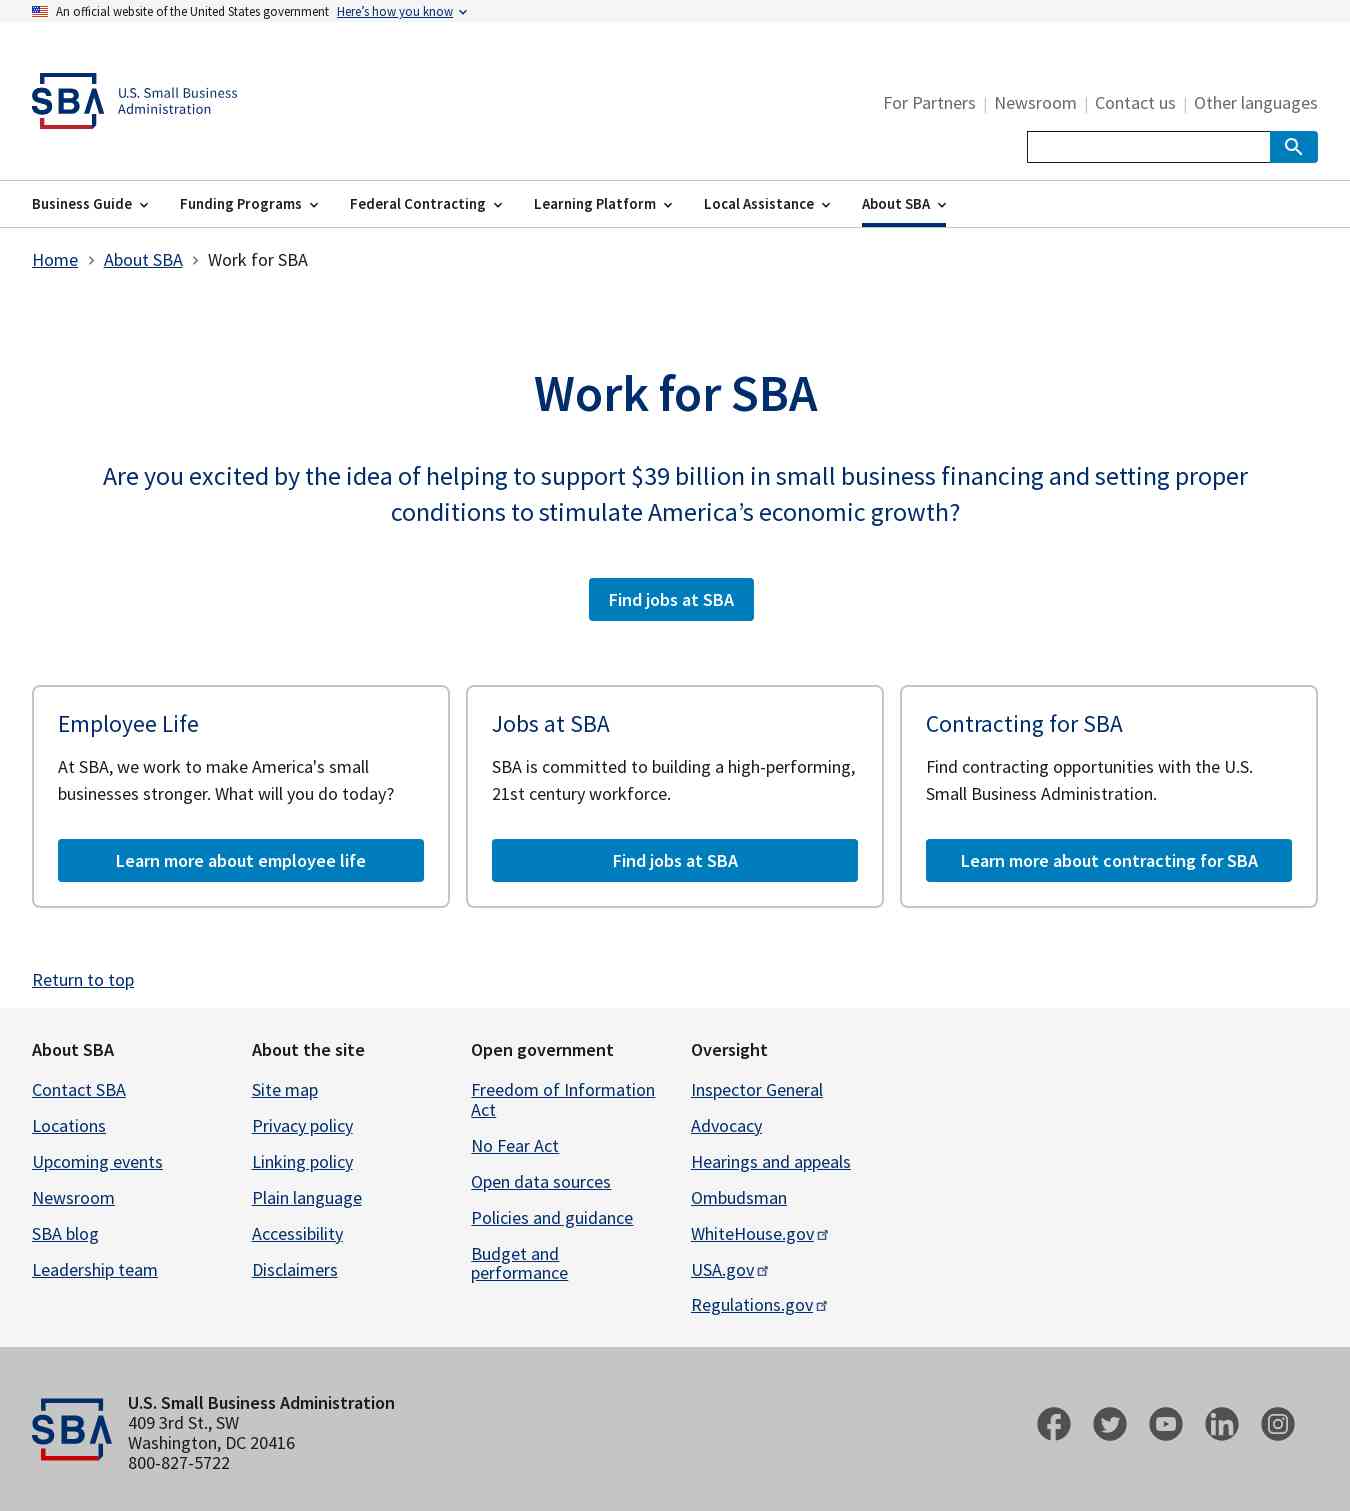 An official website of the United States government Here’s how you know
SBA U.S. Small Business
Administration
For Partners | Newsroom | Contact us | Other languages
Business Guide Funding Programs Federal Contracting Learning Platform Local Assistance About SBA
Home About SBA Work for SBA
Work for SBA
Are you excited by the idea of helping to support $39 billion in small business financing and setting proper
conditions to stimulate America’s economic growth?
Find jobs at SBA
Employee Life
At SBA, we work to make America's small
businesses stronger. What will you do today?
Learn more about employee life
Jobs at SBA
SBA is committed to building a high-performing,
21st century workforce.
Find jobs at SBA
Contracting for SBA
Find contracting opportunities with the U.S.
Small Business Administration.
Learn more about contracting for SBA
Return to top
About SBA
Contact SBA
Locations
Upcoming events
Newsroom
SBA blog
Leadership team
About the site
Site map
Privacy policy
Linking policy
Plain language
Accessibility
Disclaimers
Open government
Freedom of Information
Act
No Fear Act
Open data sources
Policies and guidance
Budget and
performance
Oversight
Inspector General
Advocacy
Hearings and appeals
Ombudsman
WhiteHouse.gov
USA.gov
Regulations.gov
SBA
U.S. Small Business Administration
409 3rd St., SW
Washington, DC 20416
800-827-5722